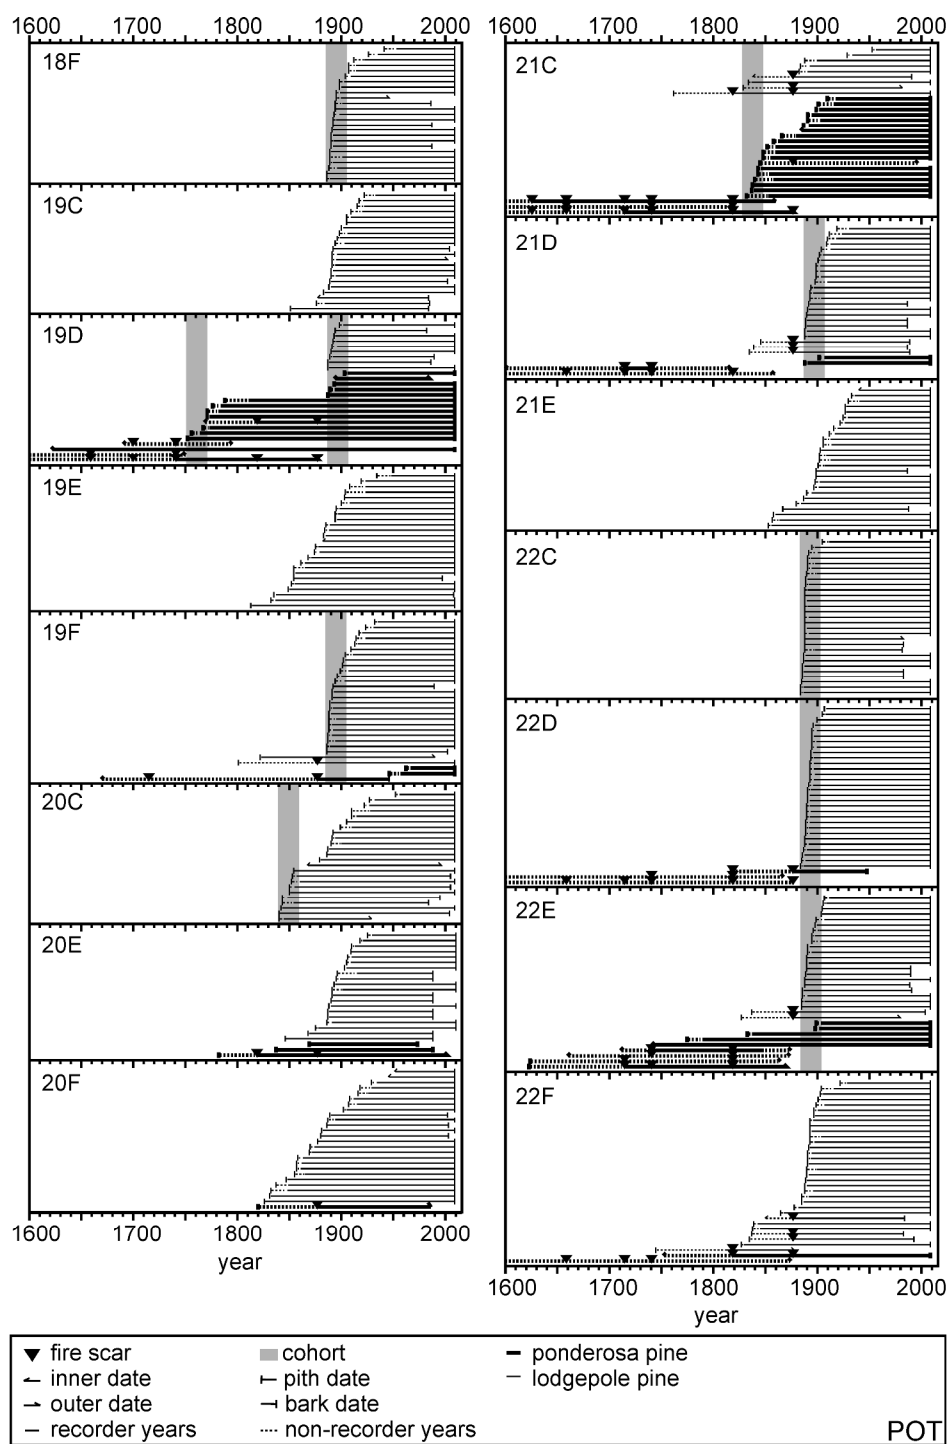 1600 1700 1800 1900 2000
18F
19C
19D
19E
19F
20C
20E
20F
1600 1700 1800 1900 2000
year
1600 1700 1800 1900 2000
21C
21D
21E
22C
22D
22E
22F
1600 1700 1800 1900 2000
year
fire scar cohort ponderosa pine
inner date pith date lodgepole pine
outer date bark date
recorder years non-recorder years
POT